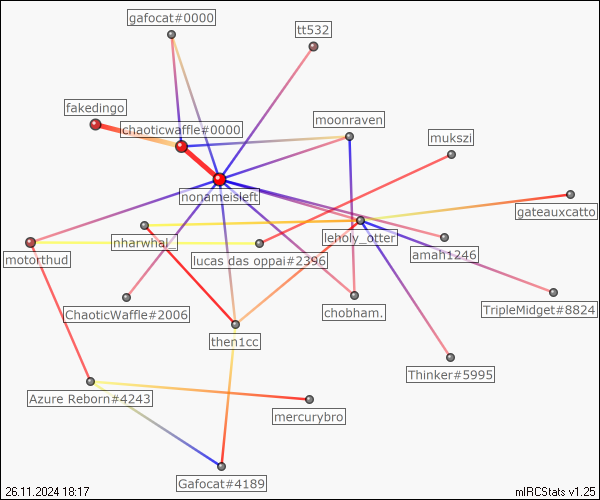 gafocat#0000
tt532
fakedingo
chaoticwaffle#0000
moonraven
mukszi
nonameisleft
gateauxcatto
nharwhal_
leholy_otter
motorthud
lucas das oppai#2396
amah1246
ChaoticWaffle#2006
chobham.
TripleMidget#8824
then1cc
Thinker#5995
Azure Reborn#4243
mercurybro
Gafocat#4189
26.11.2024 18:17
mIRCStats v1.25